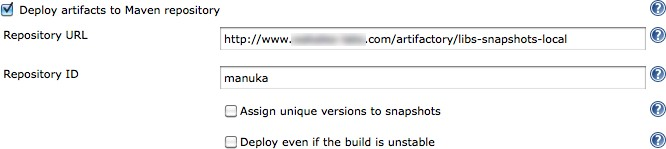 Deploy artifacts to Maven repository
Repository URL
http://www. .com/artifactory/libs-snapshots-local
Repository ID
manuka
Assign unique versions to snapshots
Deploy even if the build is unstable